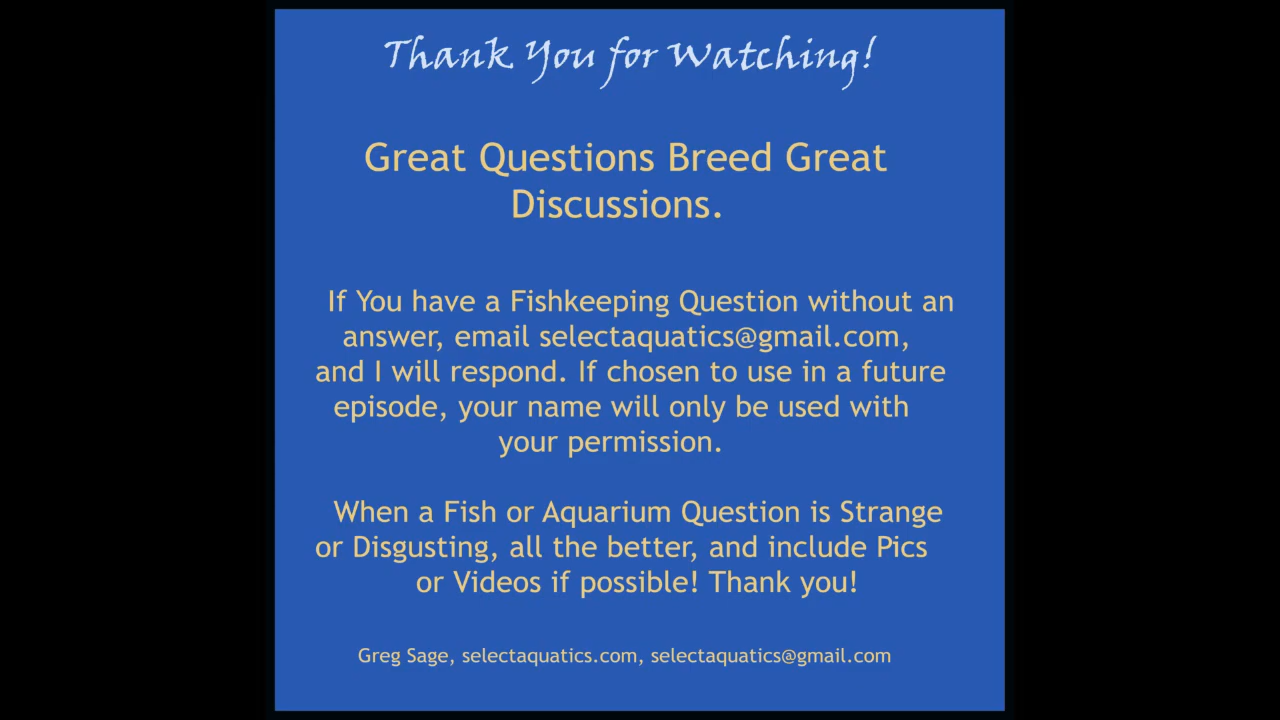 Thank You for Watching!
Great Questions Breed Great
Discussions.
If You have a Fishkeeping Question without an
answer, email selectaquatics@gmail.com,
and I will respond. If chosen to use in a future
episode, your name will only be used with
your permission.
When a Fish or Aquarium Question is Strange
or Disgusting, all the better, and include Pics
or Videos if possible! Thank you!
Greg Sage, selectaquatics.com, selectaquatics@gmail.com